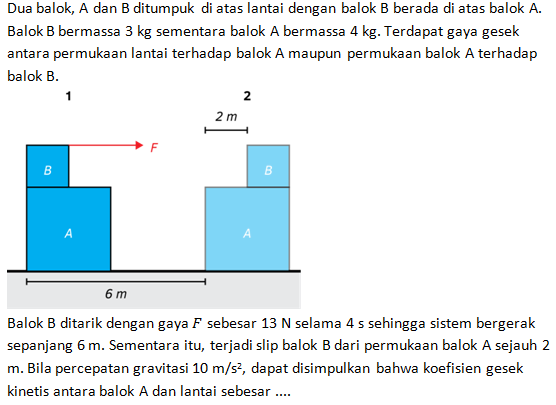 Dua balok, A dan B ditumpuk di atas lantai dengan balok B berada di atas balok A.
Balok B bermassa 3 kg sementara balok A bermassa 4 kg. Terdapat gaya gesek
antara permukaan lantai terhadap balok A maupun permukaan balok A terhadap
balok B.
1 2
2 m
F
B B
A A
6 m
Balok B ditarik dengan gaya F sebesar 13 N selama 4 s sehingga sistem bergerak
sepanjang 6 m. Sementara itu, terjadi slip balok B dari permukaan balok A sejauh 2
m. Bila percepatan gravitasi 10 m/s², dapat disimpulkan bahwa koefisien gesek
kinetis antara balok A dan lantai sebesar ....